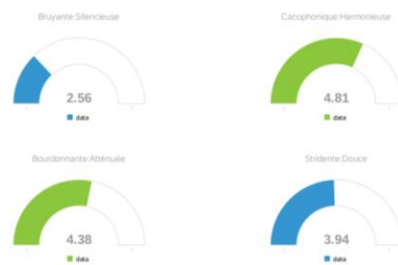 Bruyante:Silencieuse
Cacophonique:Harmonieuse
2.56
4.81
data
data
Bourdonnante:Atténuée
Stridente:Douce
4.38
3.94
data
data